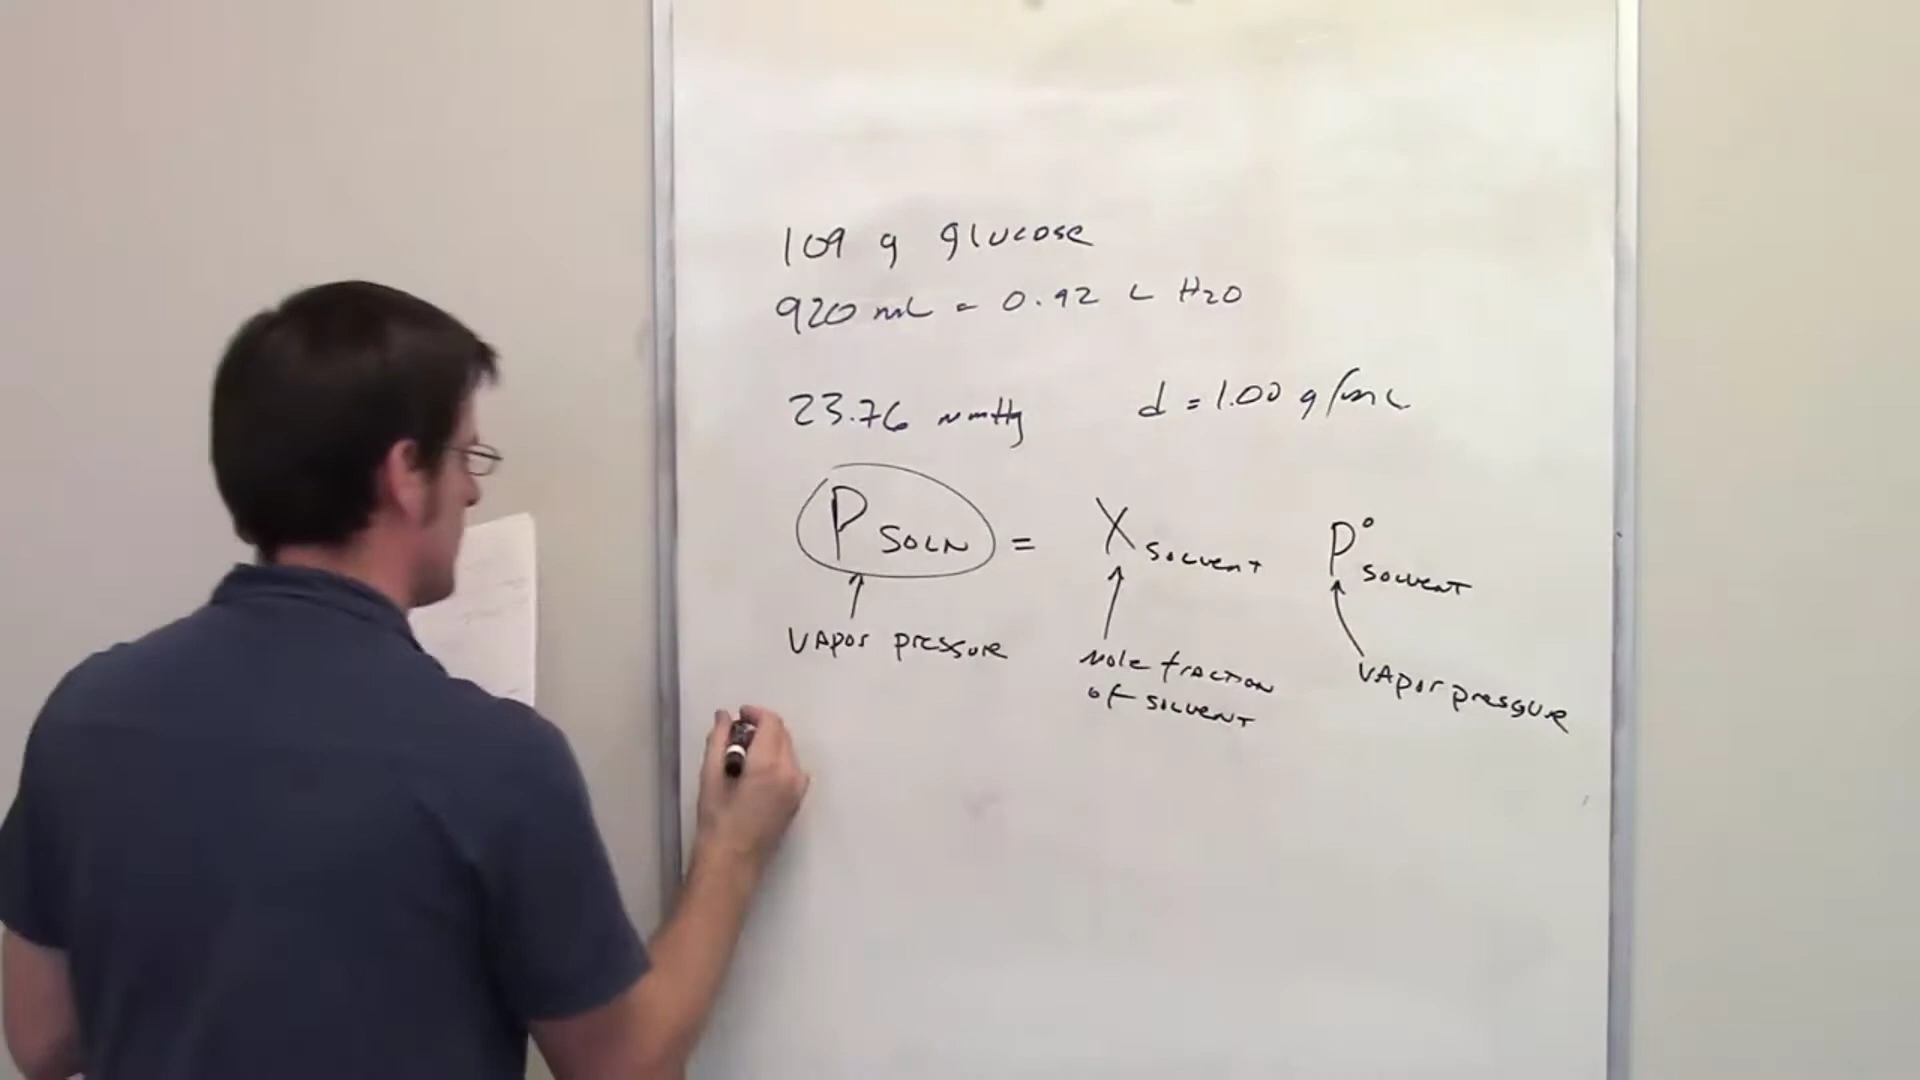 109 g glucose
920 mL = 0.92 L H2O
23.76 mmHg d = 1.00 g/mL
P SOLN = X SOLVENT P° SOLVENT
VAPOR PRESSURE
MOLE FRACTION
OF SOLVENT
VAPOR PRESSURE